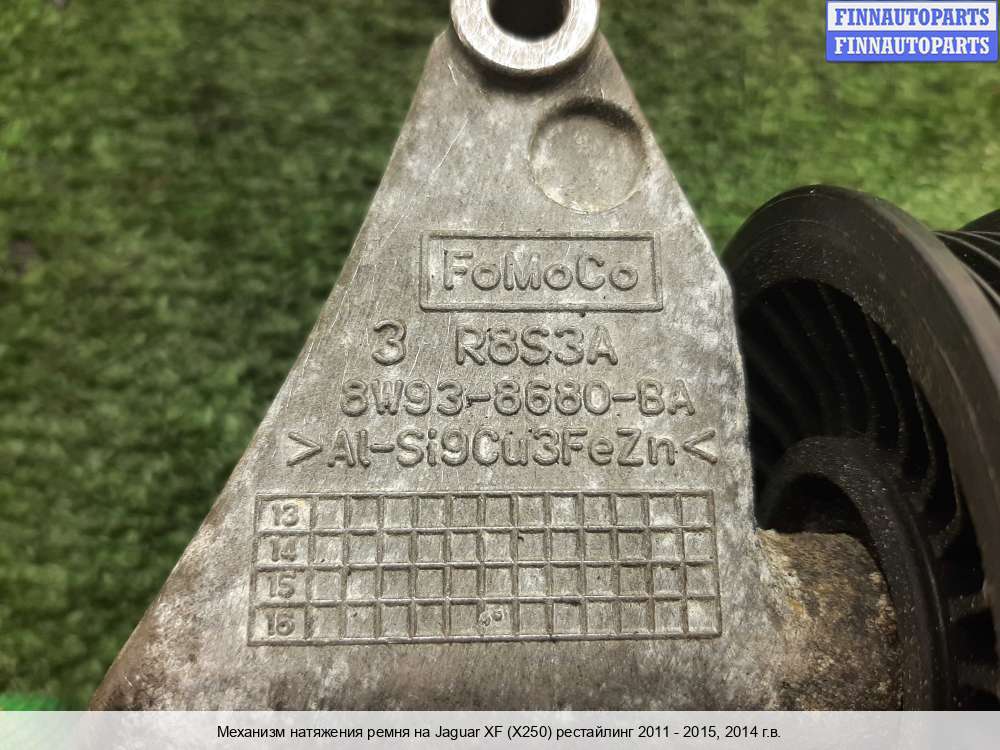 FINNAUTOPARTS
FINNAUTOPARTS
FoMoCo
3 R8S3A
8W93-8680-BA
>Al-Si9Cu3FeZn<
13
14
15
16
Механизм натяжения ремня на Jaguar XF (X250) рестайлинг 2011 - 2015, 2014 г.в.